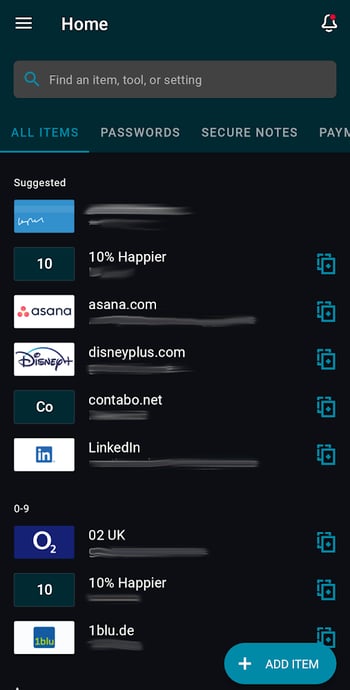 Home
Find an item, tool, or setting
ALL ITEMS PASSWORDS SECURE NOTES PAYM
Suggested
10 10% Happier
asana asana.com
Disney+ disneyplus.com
Co contabo.net
in LinkedIn
0-9
O2 02 UK
10 10% Happier
1blu 1blu.de
+ ADD ITEM